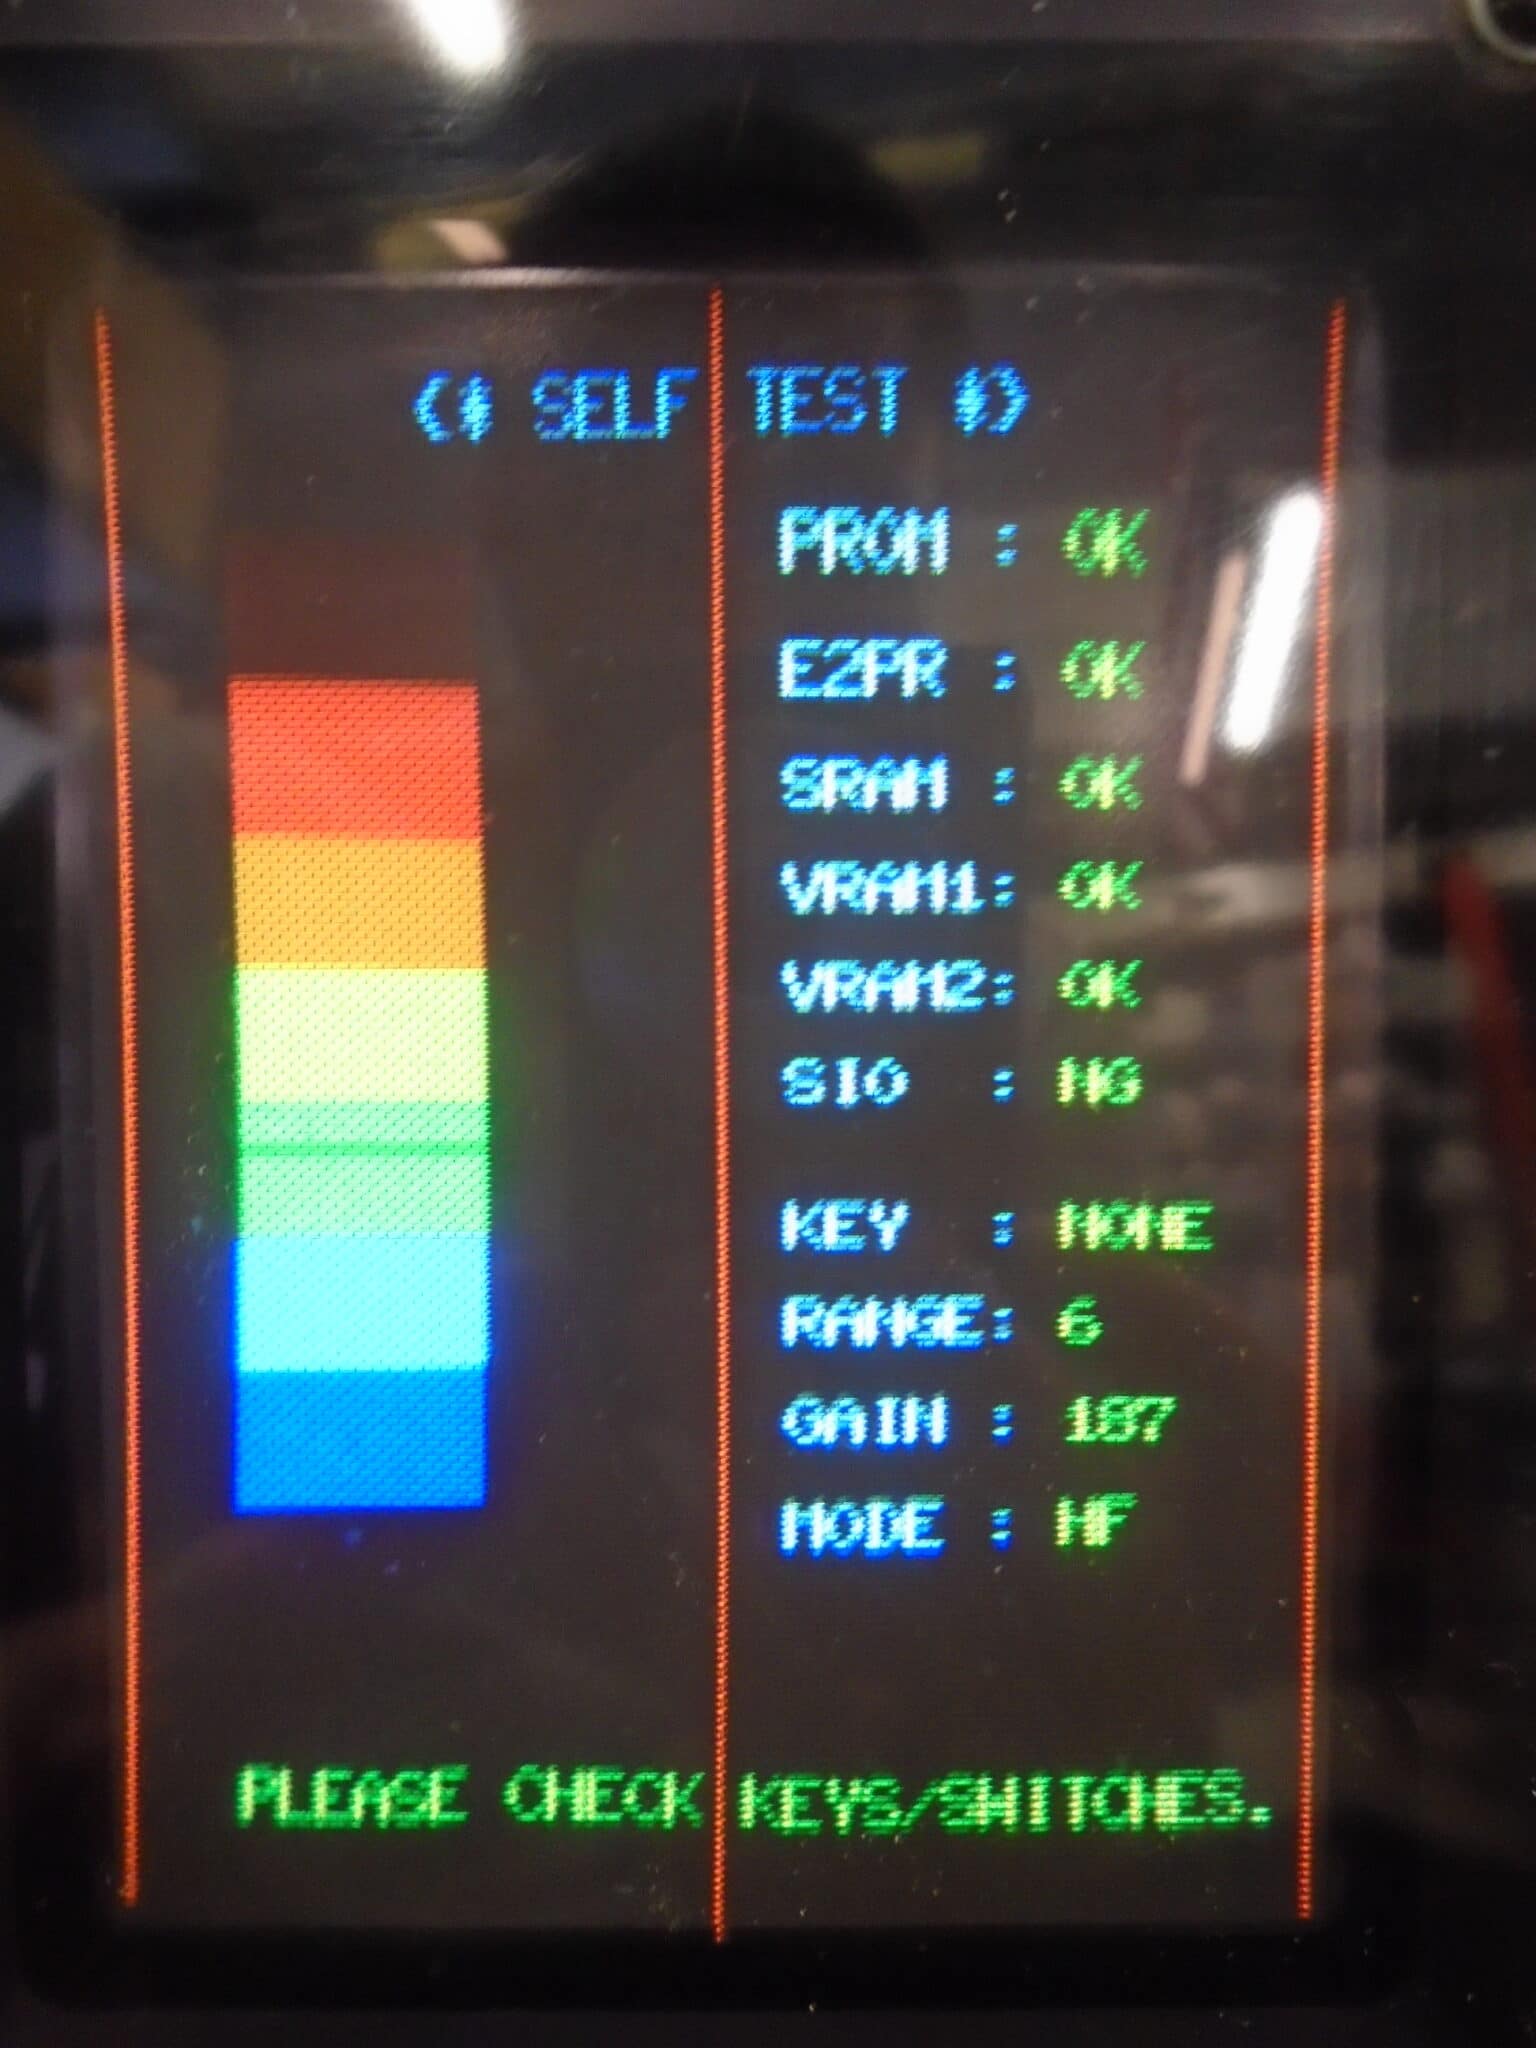 <* SELF TEST *>
PROM : OK
E2PR : OK
SRAM : OK
VRAM1: OK
VRAM2: OK
SIO : NG
KEY : NONE
RANGE: 6
GAIN : 187
MODE : HF
PLEASE CHECK KEYS/SWITCHES.